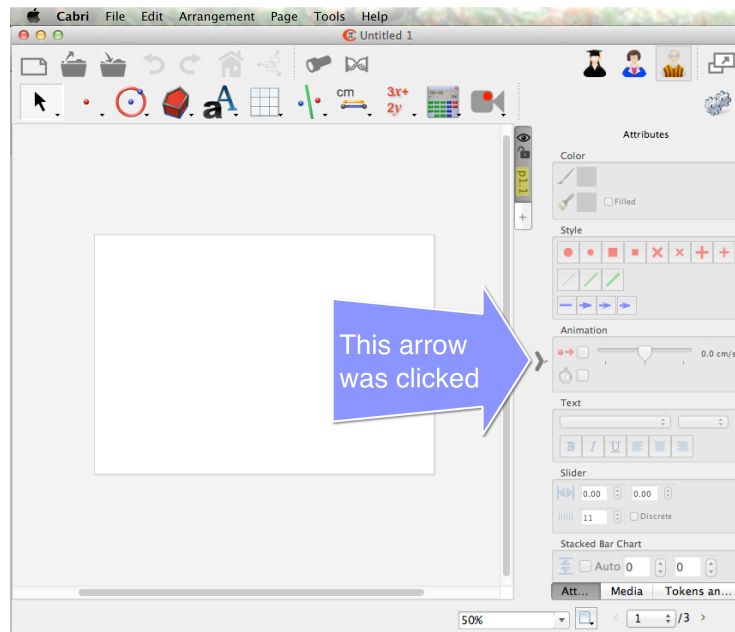 Cabri File Edit Arrangement Page Tools Help
Untitled 1
cm 3x+
2y
a A
Attributes
Color
Filled
p1.1
+
Style
This arrow
was clicked
Animation
0.0 cm/s
Text
B I U
Slider
0.00 0.00
11 Discrete
Stacked Bar Chart
Auto 0 0
Att... Media Tokens an...
50% < 1 /3 >